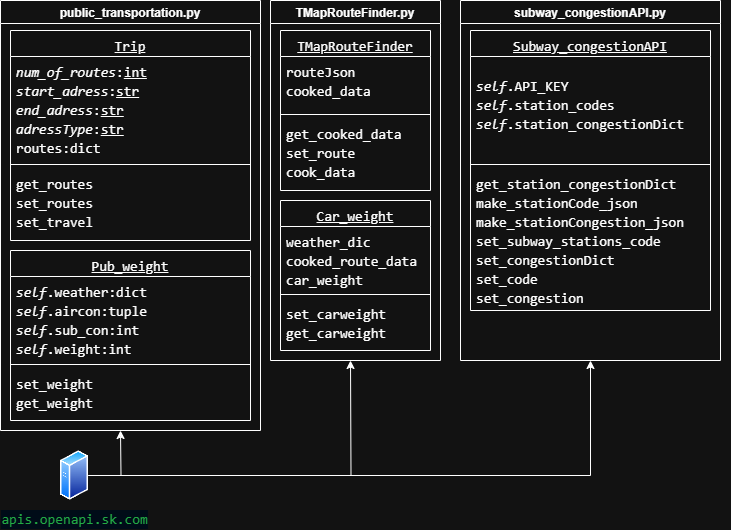 public_transportation.py
Trip
num_of_routes:int
start_adress:str
end_adress:str
adressType:str
routes:dict
get_routes
set_routes
set_travel
Pub_weight
self.weather:dict
self.aircon:tuple
self.sub_con:int
self.weight:int
set_weight
get_weight
TMapRouteFinder.py
TMapRouteFinder
routeJson
cooked_data
get_cooked_data
set_route
cook_data
Car_weight
weather_dic
cooked_route_data
car_weight
set_carweight
get_carweight
subway_congestionAPI.py
Subway_congestionAPI
self.API_KEY
self.station_codes
self.station_congestionDict
get_station_congestionDict
make_stationCode_json
make_stationCongestion_json
set_subway_stations_code
set_congestionDict
set_code
set_congestion
apis.openapi.sk.com